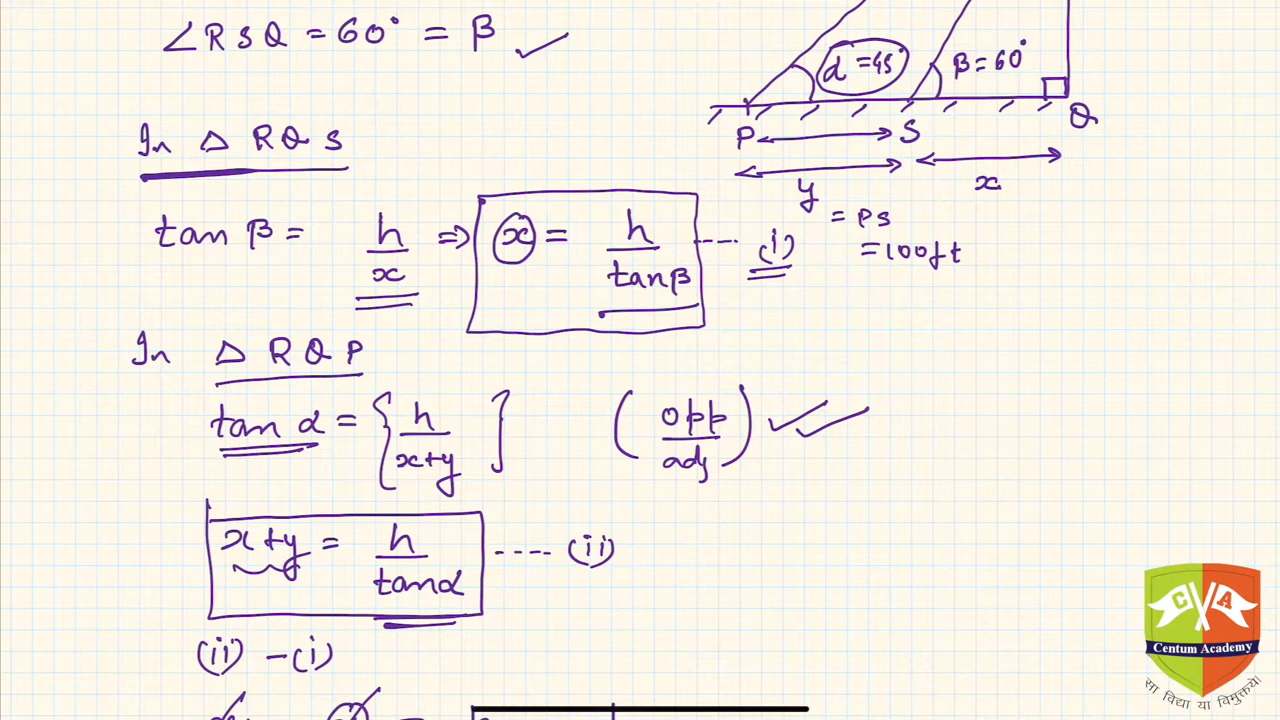 ∠RSQ = 60° = β
α = 45°
β = 60°
P
S
Q
y
x
= PS
= 100ft
In Δ RQS
tan β = h/x ⇒ x = h/tanβ ---- (i)
In Δ RQP
tan α = {h/x+y} (opp/adj)
x+y = h/tanα ---- (ii)
(ii) - (i)
C A
Centum Academy
सा विद्या या विमुक्तये